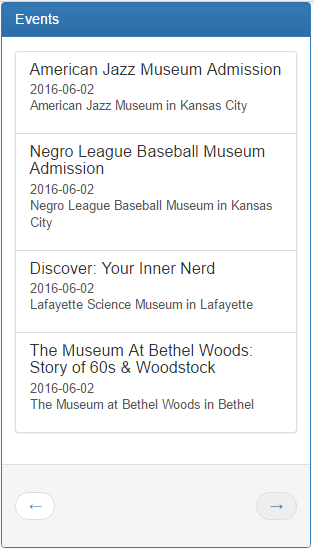 Events
American Jazz Museum Admission
2016-06-02
American Jazz Museum in Kansas City
Negro League Baseball Museum
Admission
2016-06-02
Negro League Baseball Museum in Kansas
City
Discover: Your Inner Nerd
2016-06-02
Lafayette Science Museum in Lafayette
The Museum At Bethel Woods:
Story of 60s & Woodstock
2016-06-02
The Museum at Bethel Woods in Bethel
← →